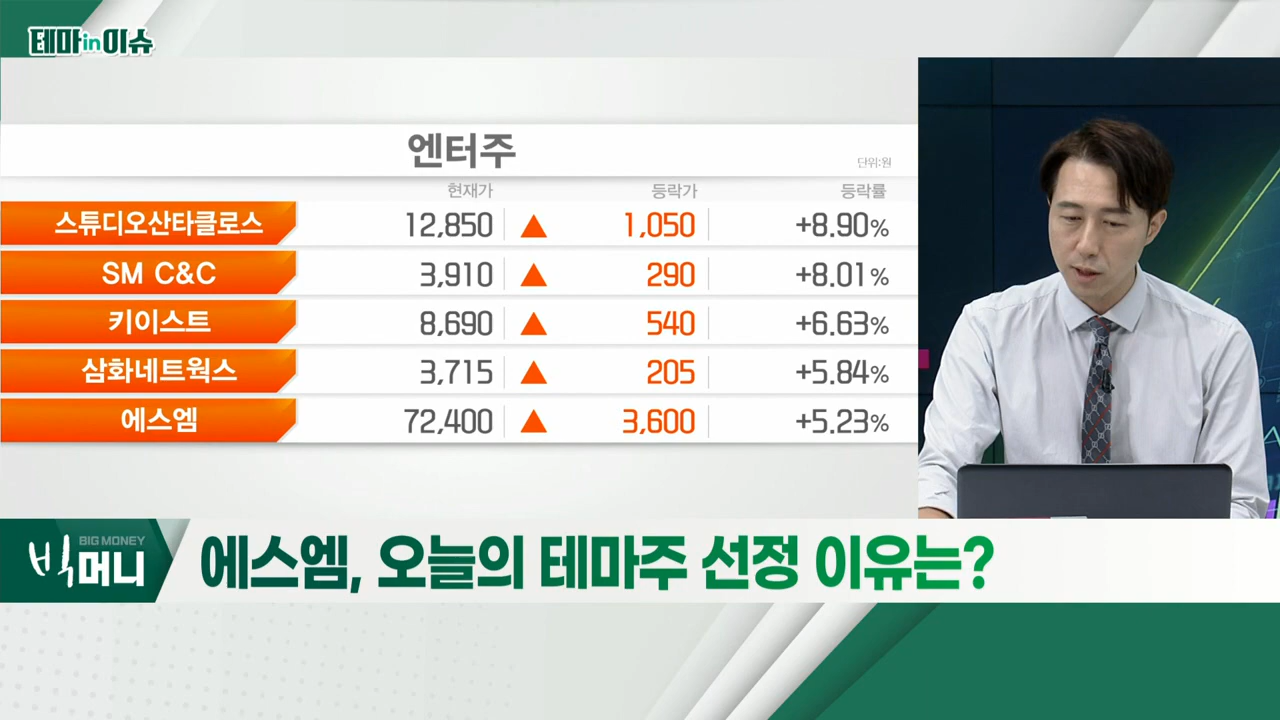 테마in이슈
엔터주
단위:원
현재가 등락가 등락률
스튜디오산타클로스 12,850 ▲ 1,050 +8.90%
SM C&C 3,910 ▲ 290 +8.01%
키이스트 8,690 ▲ 540 +6.63%
삼화네트웍스 3,715 ▲ 205 +5.84%
에스엠 72,400 ▲ 3,600 +5.23%
BIG MONEY
빅머니
에스엠, 오늘의 테마주 선정 이유는?